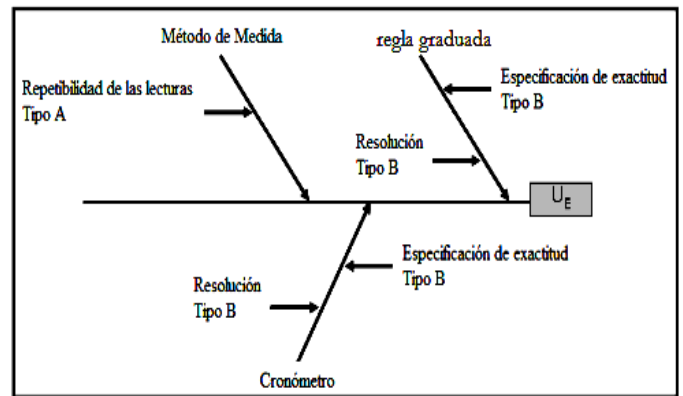 Método de Medida
regla graduada
Repetibilidad de las lecturas
Tipo A
Especificación de exactitud
Tipo B
Resolución
Tipo B
U_E
Especificación de exactitud
Tipo B
Resolución
Tipo B
Cronómetro